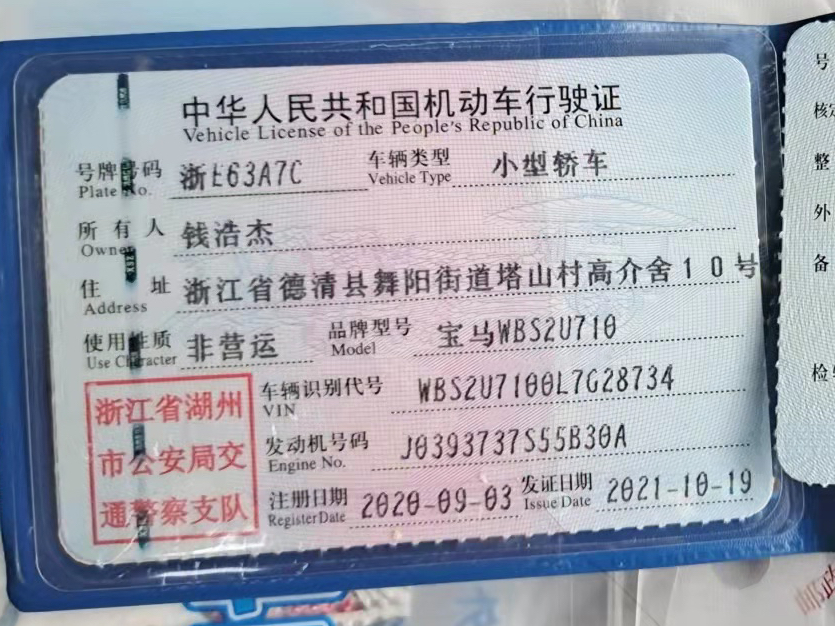 中华人民共和国机动车行驶证
Vehicle License of the People's Republic of China
号牌号码 浙E63A7C 车辆类型 小型轿车
Plate No. Vehicle Type
所有人 钱浩杰
Owner
住址 浙江省德清县舞阳街道塔山村高介舍10号
Address
使用性质 非营运 品牌型号 宝马WBS2U710
Use Character Model
浙江省湖州
市公安局交
通警察支队
车辆识别代号 WBS2U7100L7G28734
VIN
发动机号码 J0393737S55B30A
Engine No.
注册日期 2020-09-03 发证日期 2021-10-19
Register Date Issue Date
号
核定
整
外
备
检验